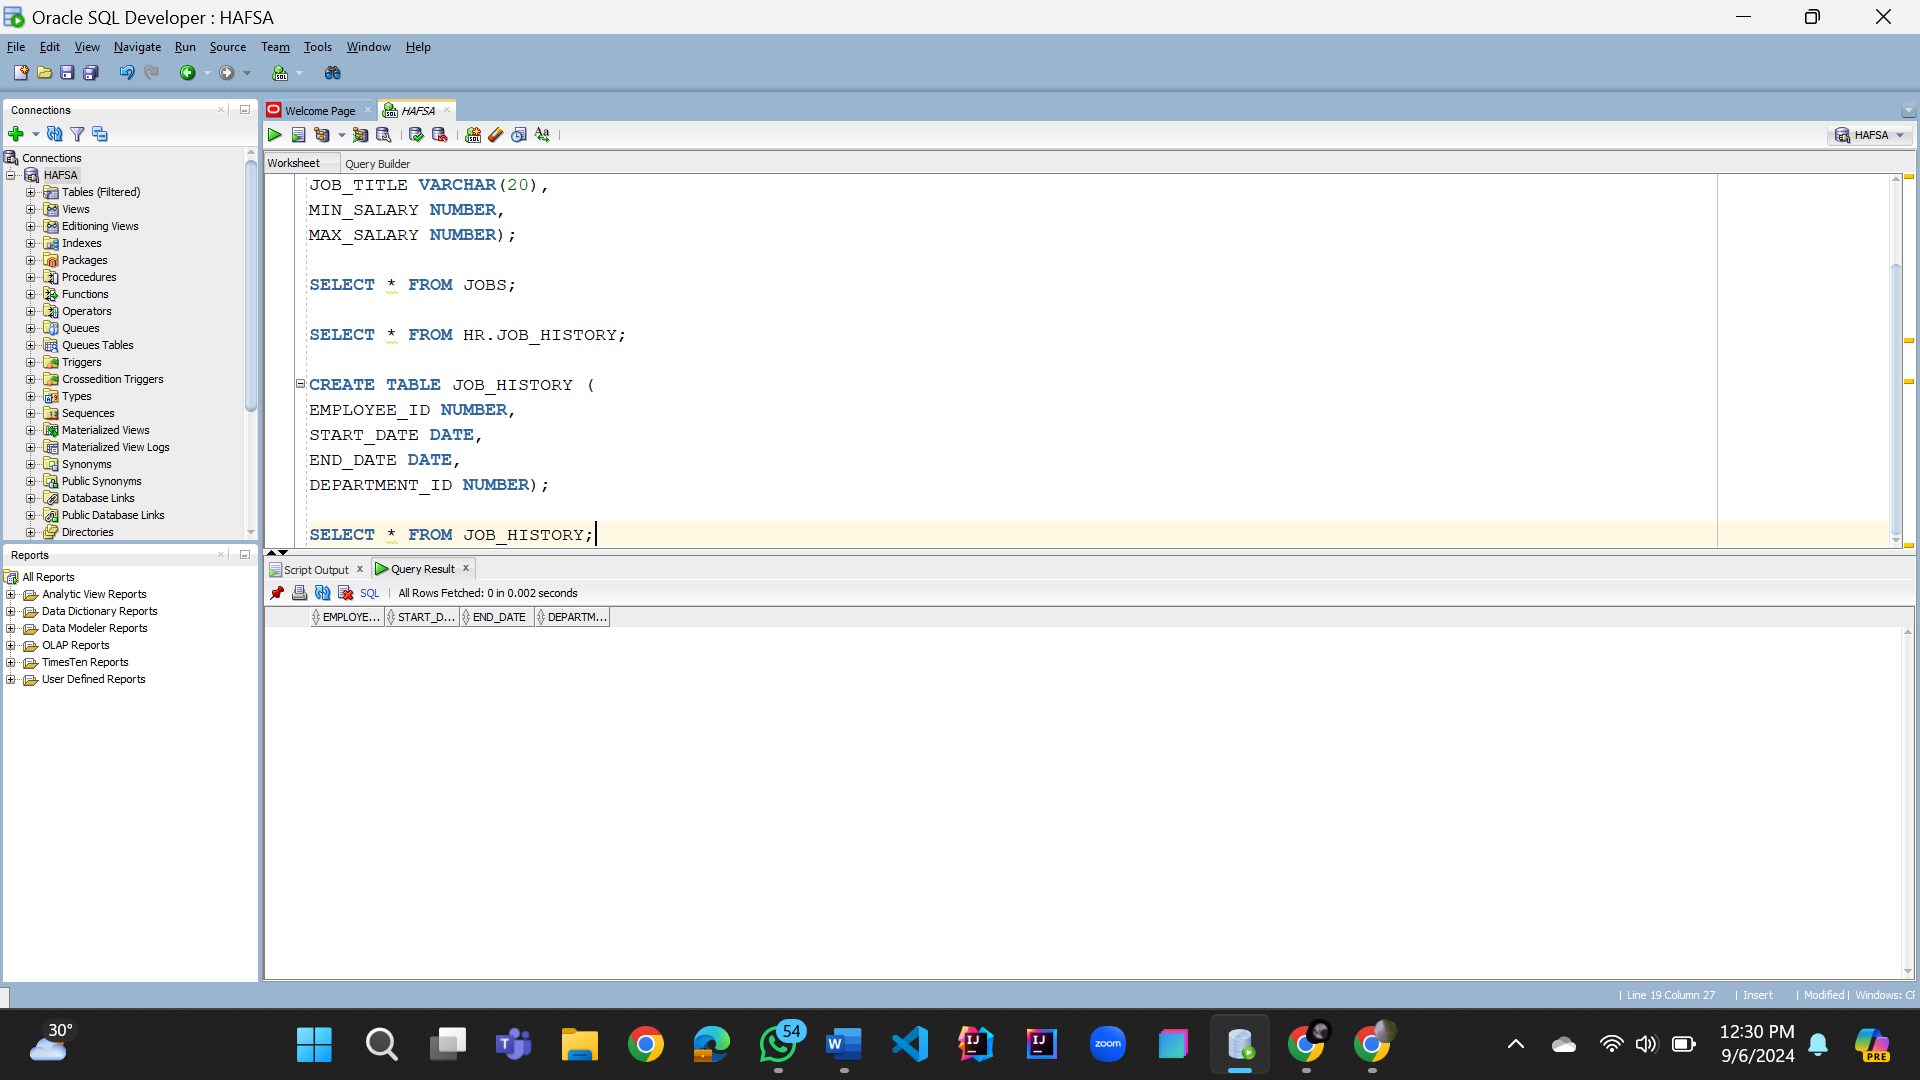 Oracle SQL Developer : HAFSA
File Edit View Navigate Run Source Team Tools Window Help
Connections
Connections
HAFSA
Tables (Filtered)
Views
Editioning Views
Indexes
Packages
Procedures
Functions
Operators
Queues
Queues Tables
Triggers
Crossedition Triggers
Types
Sequences
Materialized Views
Materialized View Logs
Synonyms
Public Synonyms
Database Links
Public Database Links
Directories
Reports
All Reports
Analytic View Reports
Data Dictionary Reports
Data Modeler Reports
OLAP Reports
TimesTen Reports
User Defined Reports
Welcome Page HAFSA
HAFSA
Worksheet Query Builder
JOB_TITLE VARCHAR(20),
MIN_SALARY NUMBER,
MAX_SALARY NUMBER);
SELECT * FROM JOBS;
SELECT * FROM HR.JOB_HISTORY;
CREATE TABLE JOB_HISTORY (
EMPLOYEE_ID NUMBER,
START_DATE DATE,
END_DATE DATE,
DEPARTMENT_ID NUMBER);
SELECT * FROM JOB_HISTORY;
Script Output x Query Result x
SQL | All Rows Fetched: 0 in 0.002 seconds
EMPLOYE... START_D... END_DATE DEPARTM...
| Line 19 Column 27 | Insert | Modified | Windows: CF
30°
54
zoom
12:30 PM
9/6/2024
PRE